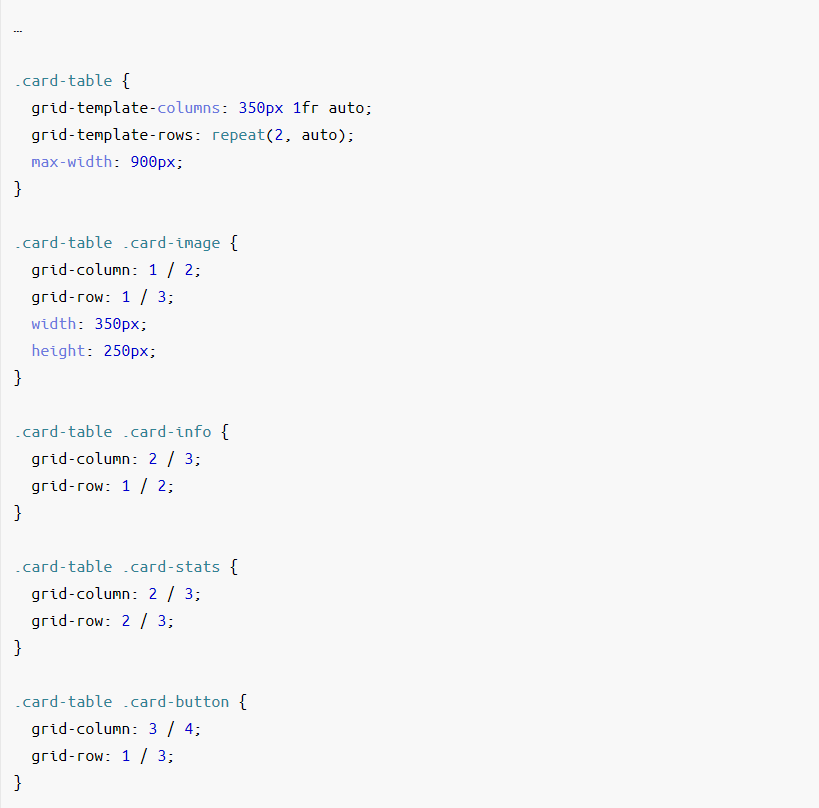 …
.card-table {
  grid-template-columns: 350px 1fr auto;
  grid-template-rows: repeat(2, auto);
  max-width: 900px;
}
.card-table .card-image {
  grid-column: 1 / 2;
  grid-row: 1 / 3;
  width: 350px;
  height: 250px;
}
.card-table .card-info {
  grid-column: 2 / 3;
  grid-row: 1 / 2;
}
.card-table .card-stats {
  grid-column: 2 / 3;
  grid-row: 2 / 3;
}
.card-table .card-button {
  grid-column: 3 / 4;
  grid-row: 1 / 3;
}